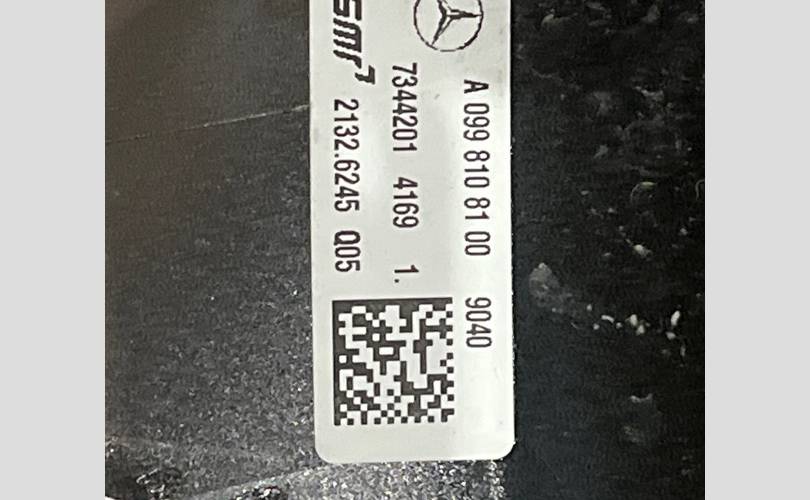 A 099 810 81 00 9040
7344201 4169 1.
smr 2132.6245 Q05